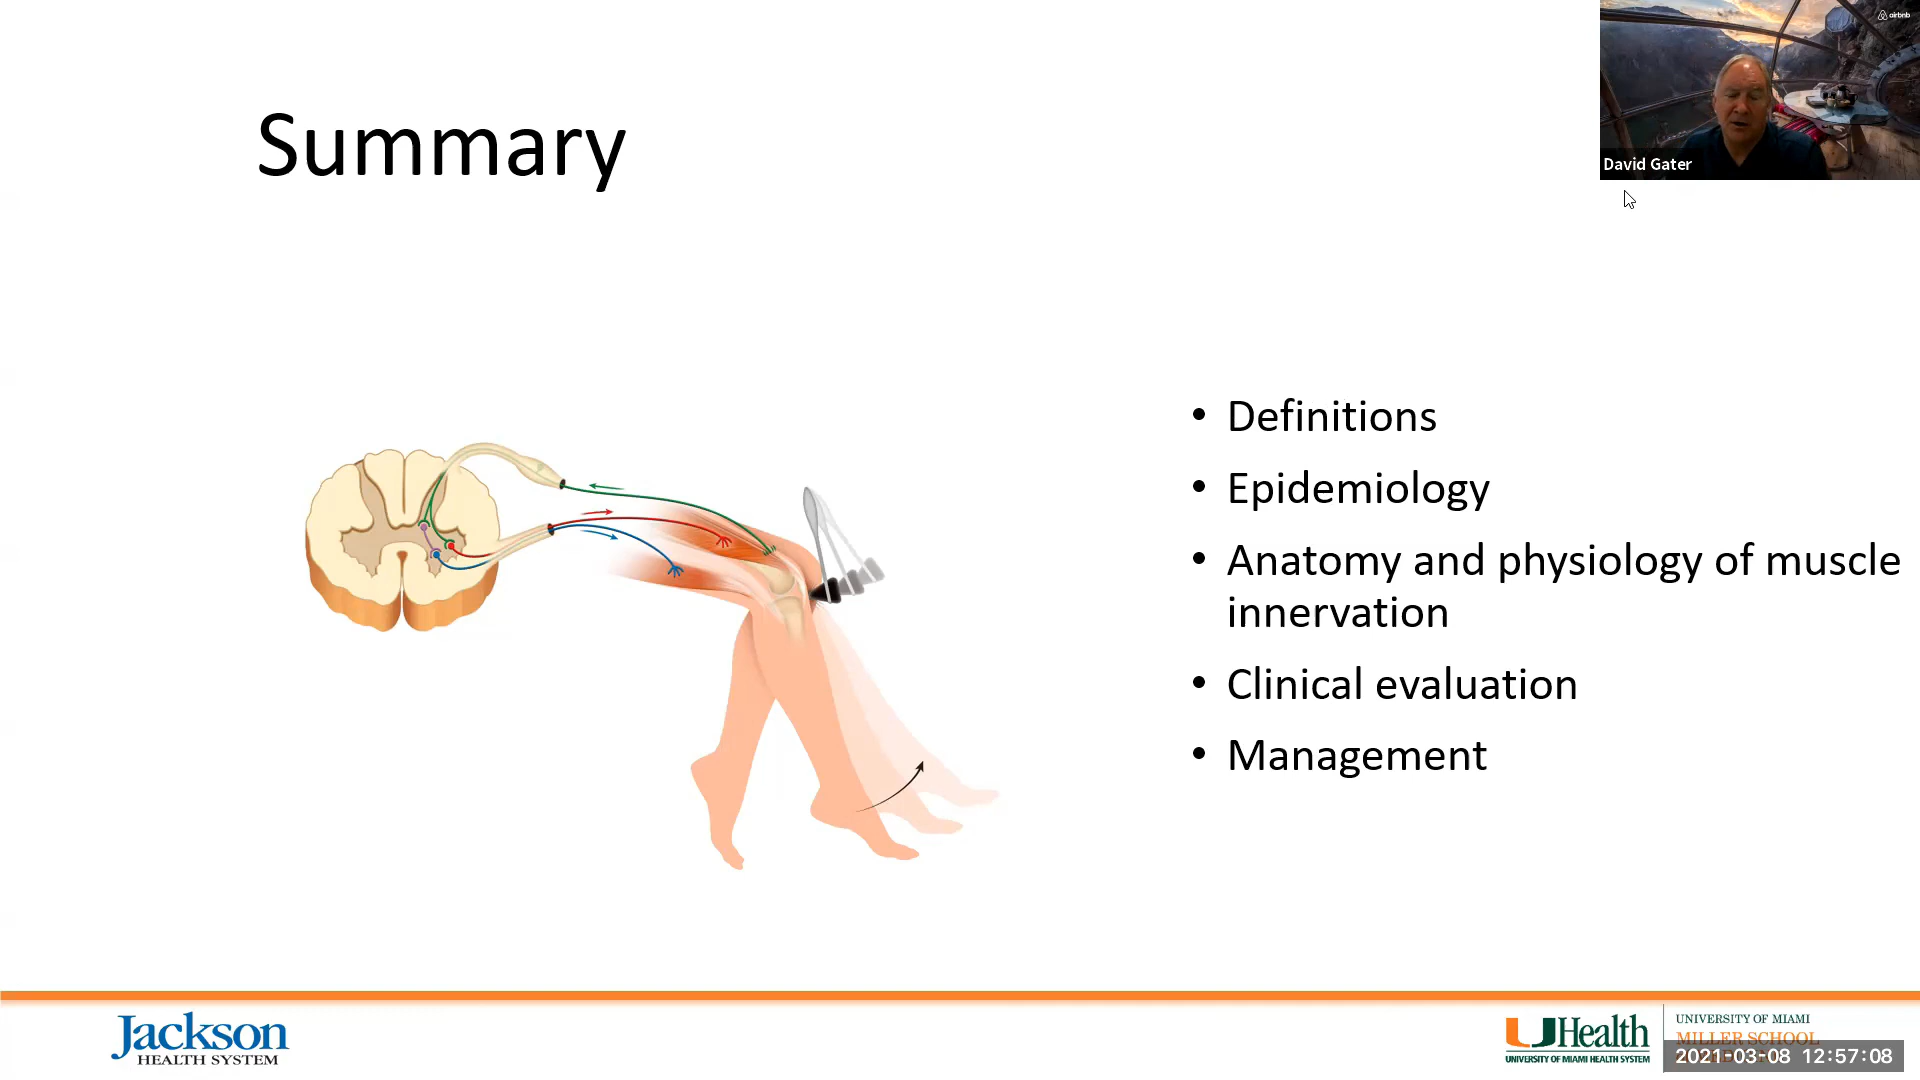 airbnb
David Gater
Summary
• Definitions
• Epidemiology
• Anatomy and physiology of muscle
innervation
• Clinical evaluation
• Management
Jackson
HEALTH SYSTEM
UHealth
UNIVERSITY OF MIAMI HEALTH SYSTEM
UNIVERSITY OF MIAMI
MILLER SCHOOL
2021-03-08 12:57:08